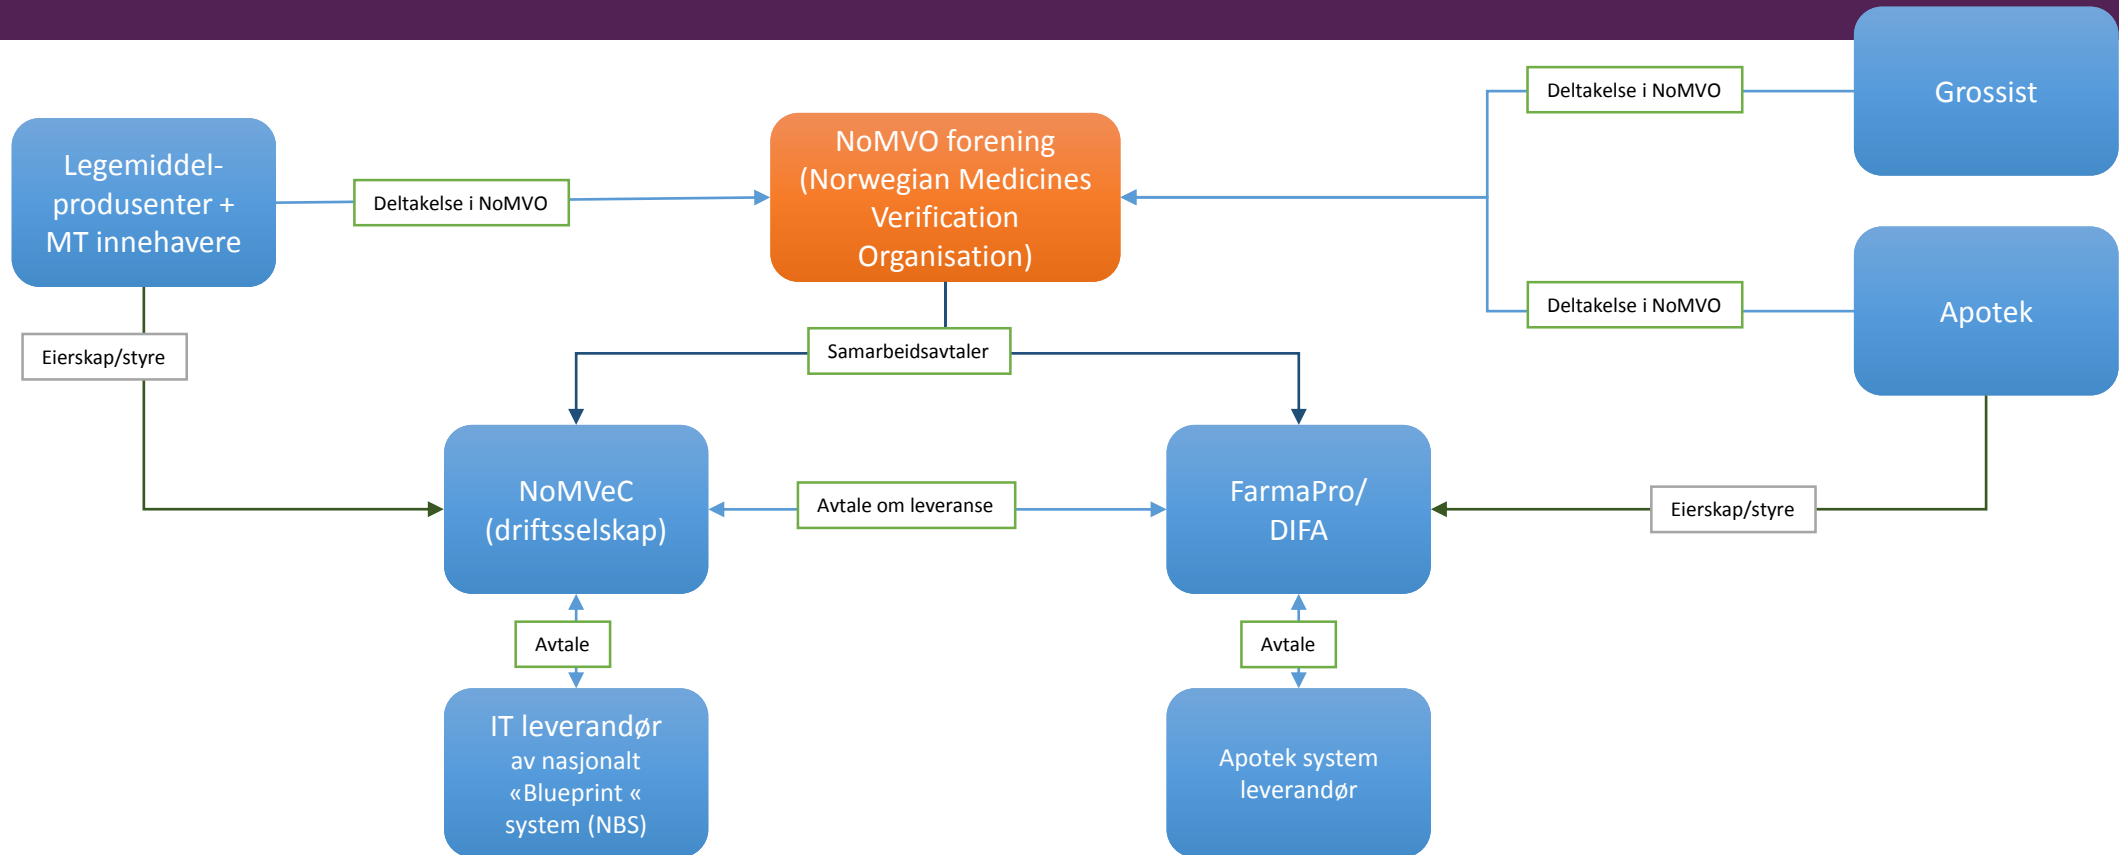 Grossist
Deltakelse i NoMVO
NoMVO forening
(Norwegian Medicines
Verification
Organisation)
Legemiddel-
produsenter +
MT innehavere
Deltakelse i NoMVO
Deltakelse i NoMVO
Apotek
Eierskap/styre
Samarbeidsavtaler
NoMVeC
(driftsselskap)
Avtale om leveranse
FarmaPro/
DIFA
Eierskap/styre
Avtale
Avtale
IT leverandør
av nasjonalt
«Blueprint «
system (NBS)
Apotek system
leverandør